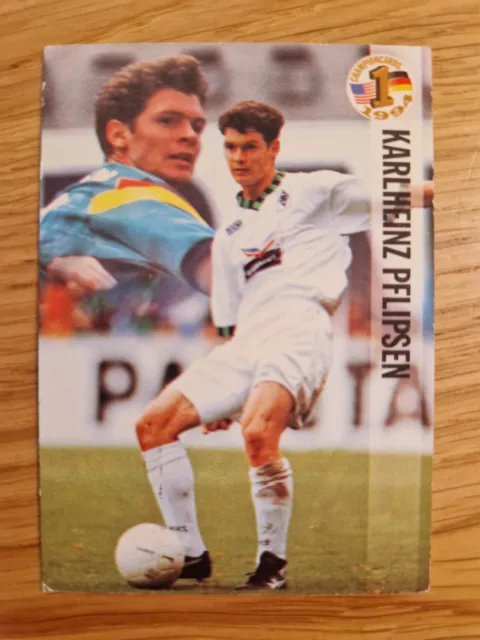 CHAMPIONCARDS
1
1994
KARLHEINZ PFLIPSEN
PA
TA